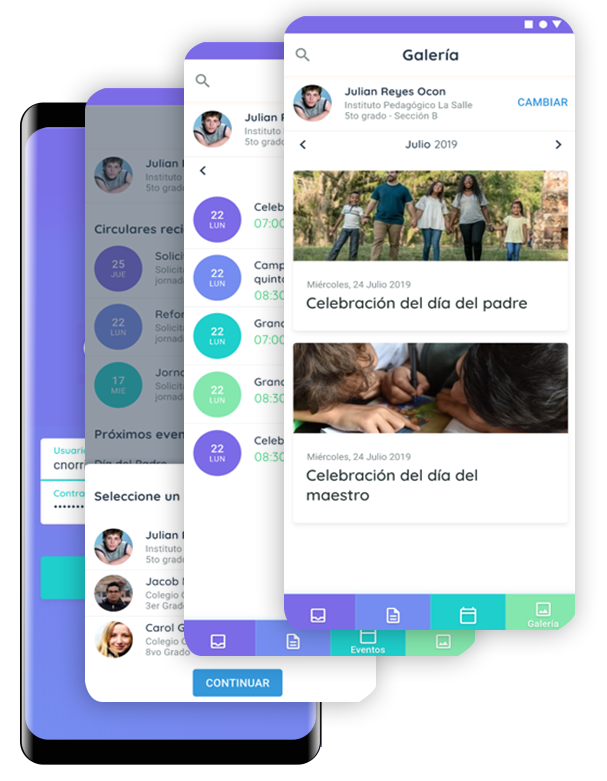 Galería
Julian Reyes Ocon
Instituto Pedagógico La Salle
5to grado - Sección B
CAMBIAR
Julio 2019
Miércoles, 24 Julio 2019
Celebración del día del padre
Miércoles, 24 Julio 2019
Celebración del día del
maestro
Galería
Julian
Instituto
5to grad
22
LUN
Celeb
07:00
22
LUN
Camp
quint
08:30
22
LUN
Grand
07:00
22
LUN
Grand
08:30
22
LUN
Celeb
08:30
Eventos
Julian
Instituto
5to grado
Circulares reci
25
JUE
Solici
Solicit
jornad
22
LUN
Refor
Solicit
jornad
17
MIE
Jorna
Solicit
jornad
Próximos even
Día del Padre
Seleccione un
Julian
Instituto
5to grado
Jacob
Colegio
3er Grado
Carol G
Colegio
8vo Grado
CONTINUAR
Usuario
cnorr
Contra